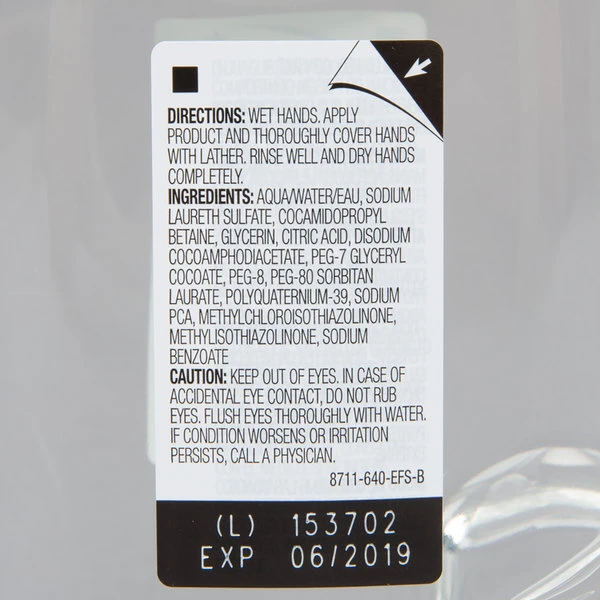 DIRECTIONS: WET HANDS. APPLY
PRODUCT AND THOROUGHLY COVER HANDS
WITH LATHER. RINSE WELL AND DRY HANDS
COMPLETELY.
INGREDIENTS: AQUA/WATER/EAU, SODIUM
LAURETH SULFATE, COCAMIDOPROPYL
BETAINE, GLYCERIN, CITRIC ACID, DISODIUM
COCOAMPHODIACETATE, PEG-7 GLYCERYL
COCOATE, PEG-8, PEG-80 SORBITAN
LAURATE, POLYQUATERNIUM-39, SODIUM
PCA, METHYLCHLOROISOTHIAZOLINONE,
METHYLISOTHIAZOLINONE, SODIUM
BENZOATE
CAUTION: KEEP OUT OF EYES. IN CASE OF
ACCIDENTAL EYE CONTACT, DO NOT RUB
EYES. FLUSH EYES THOROUGHLY WITH WATER.
IF CONDITION WORSENS OR IRRITATION
PERSISTS, CALL A PHYSICIAN.
8711-640-EFS-B
(L) 153702
EXP 06/2019